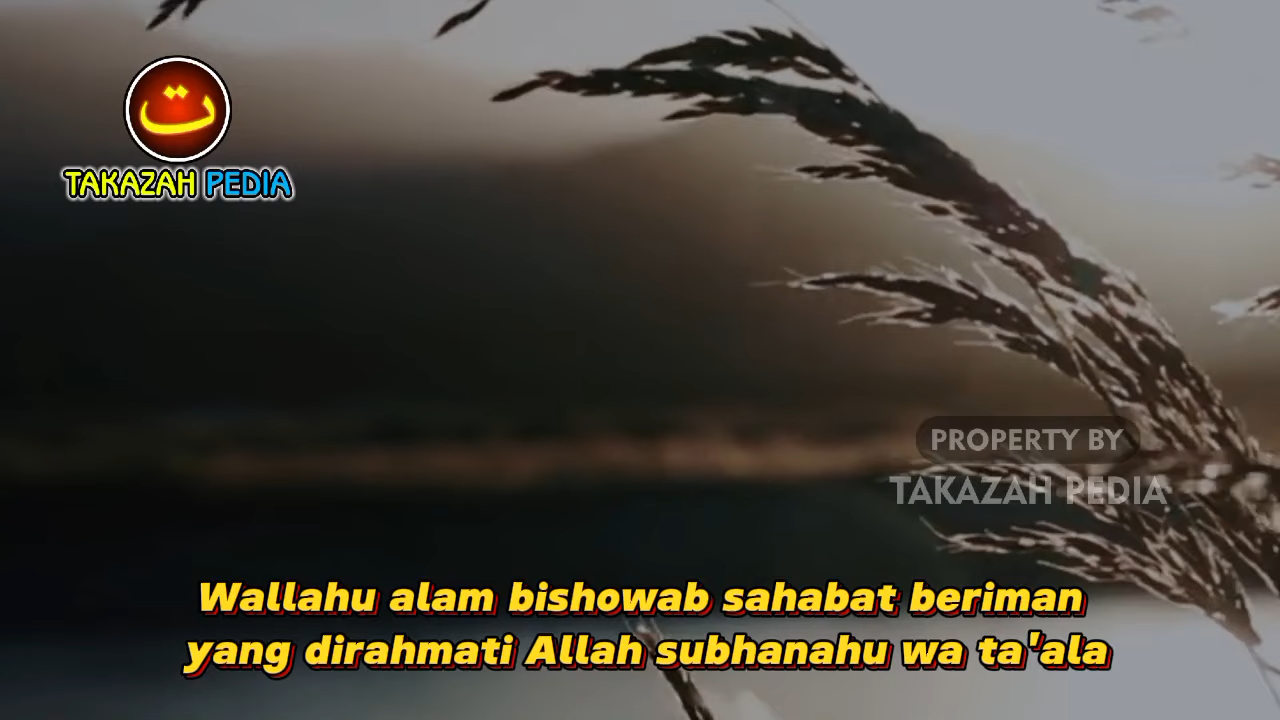 ت
TAKAZAH PEDIA
PROPERTY BY
TAKAZAH PEDIA
Wallahu alam bishowab sahabat beriman
yang dirahmati Allah subhanahu wa ta'ala